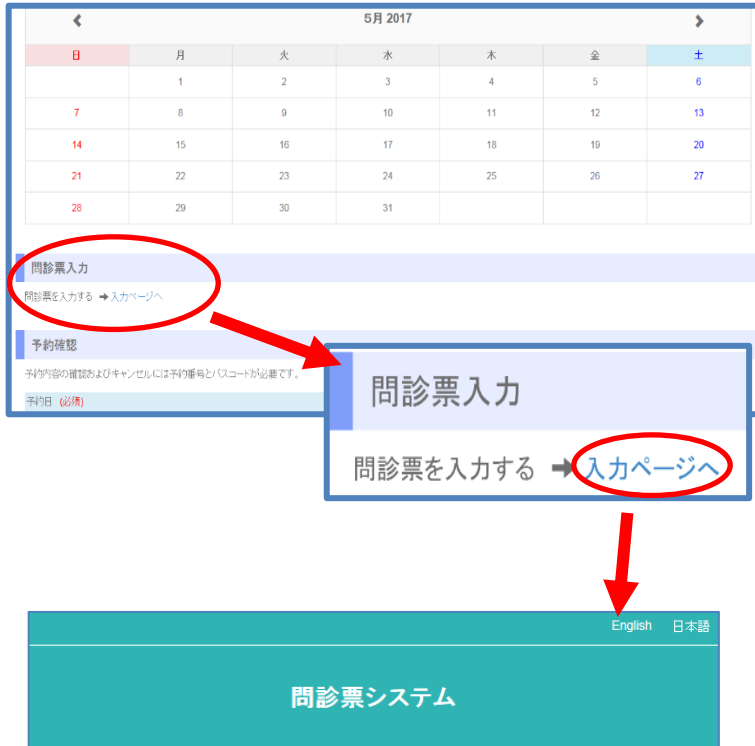 5月 2017
日 月 火 水 木 金 土
1 2 3 4 5 6
7 8 9 10 11 12 13
14 15 16 17 18 19 20
21 22 23 24 25 26 27
28 29 30 31
問診票入力
問診票を入力する ➜ 入力ページへ
予約確認
予約内容の確認およびキャンセルには予約番号とパスコードが必要です。
予約日 (必須)
問診票入力
問診票を入力する ➜ 入力ページへ
English 日本語
問診票システム